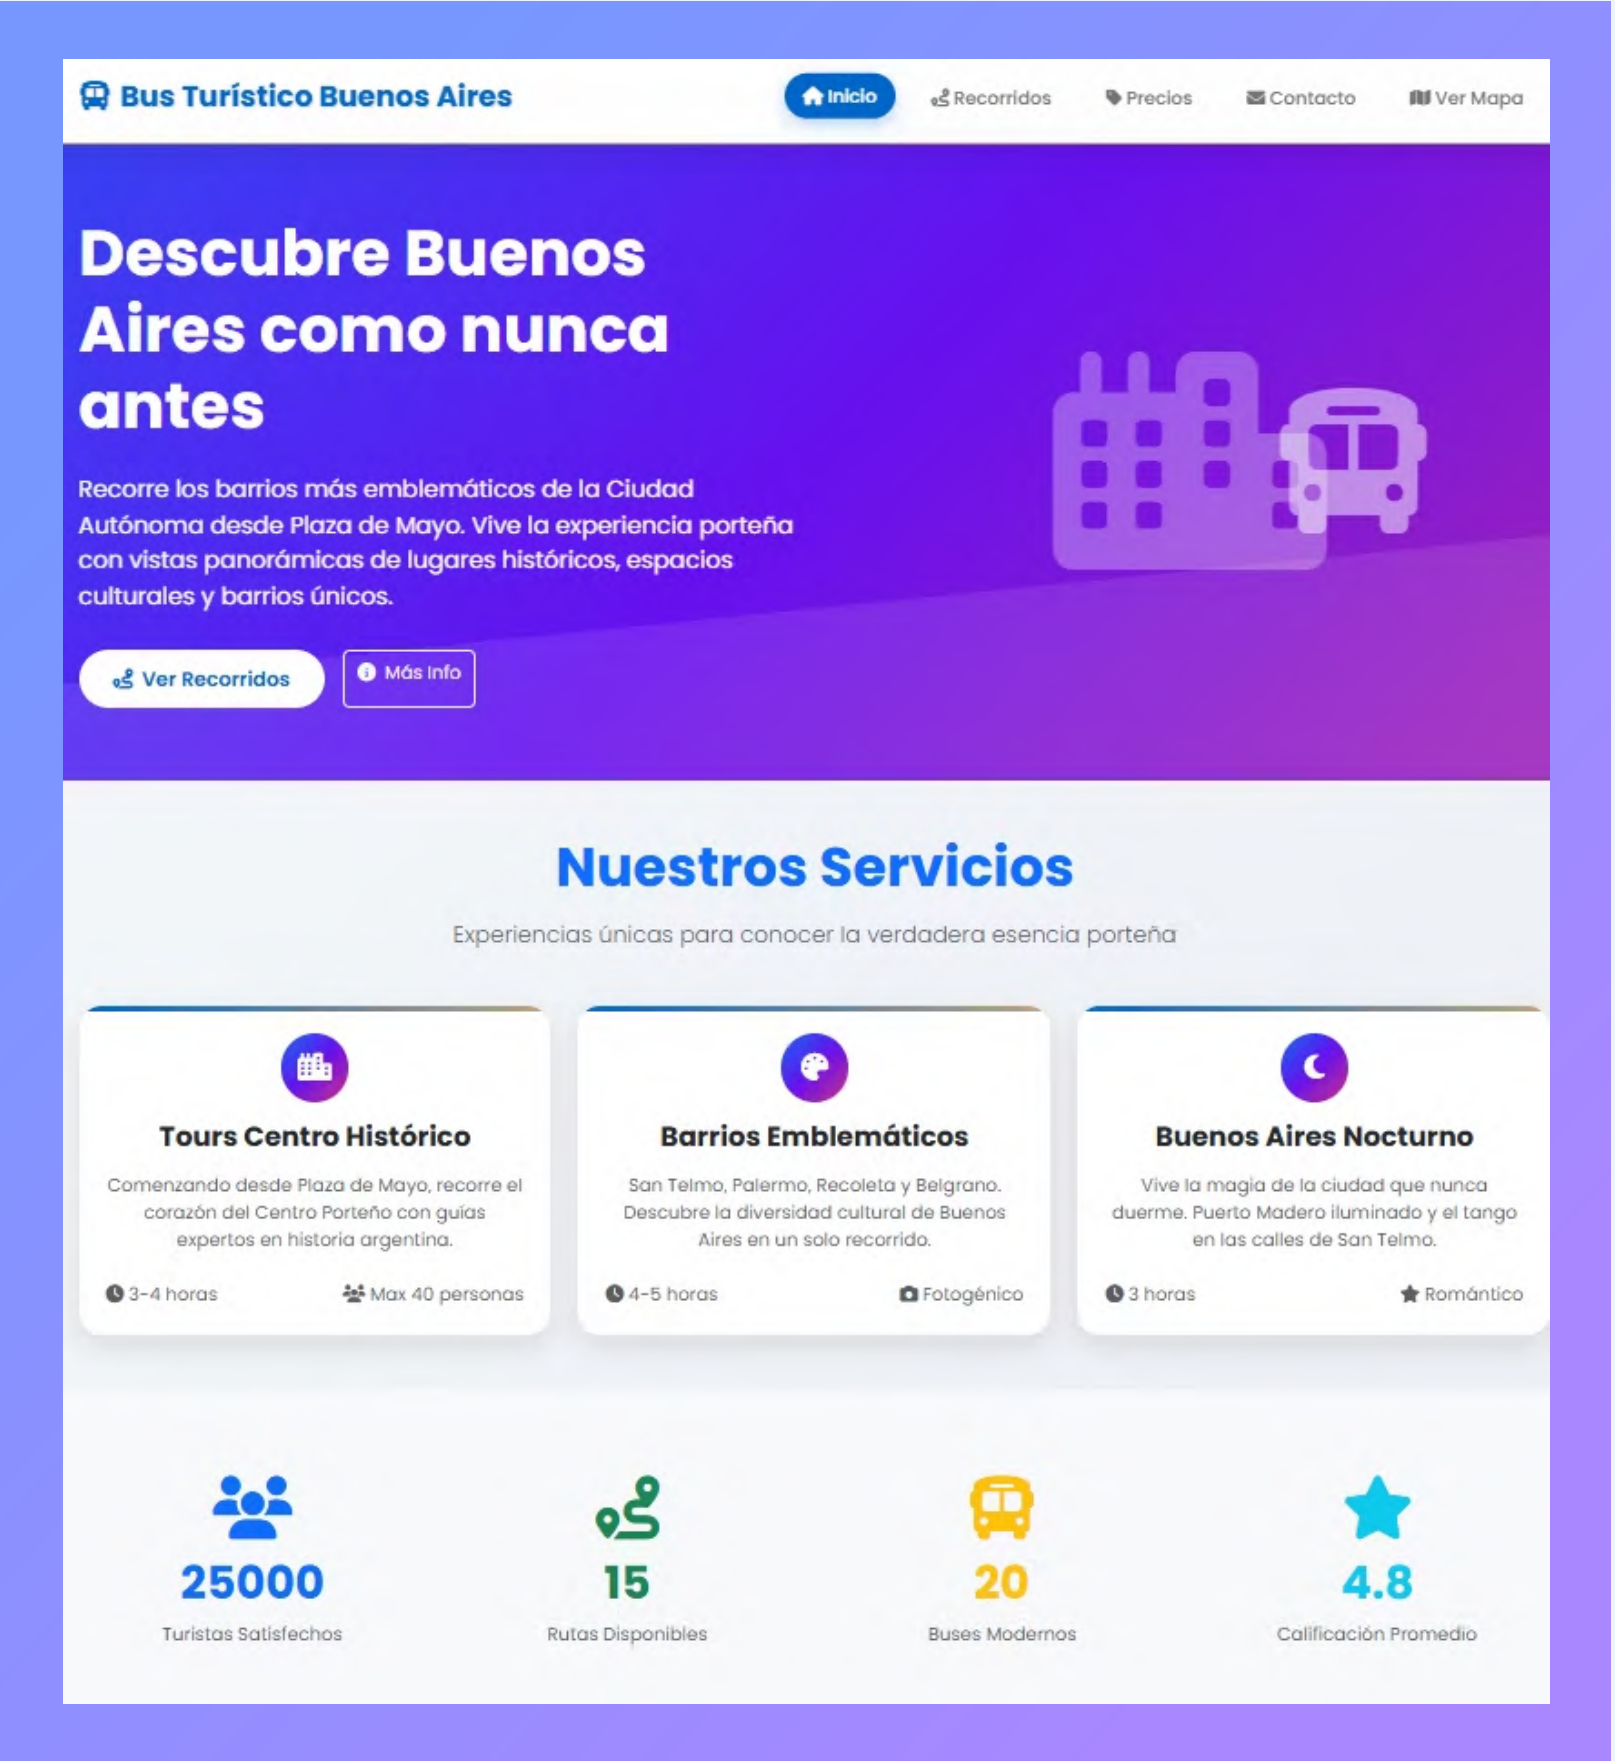 Bus Turístico Buenos Aires
Inicio
Recorridos
Precios
Contacto
Ver Mapa
Descubre Buenos
Aires como nunca
antes
Recorre los barrios más emblemáticos de la Ciudad
Autónoma desde Plaza de Mayo. Vive la experiencia porteña
con vistas panorámicas de lugares históricos, espacios
culturales y barrios únicos.
Ver Recorridos
Más Info
Nuestros Servicios
Experiencias únicas para conocer la verdadera esencia porteña
Tours Centro Histórico
Comenzando desde Plaza de Mayo, recorre el
corazón del Centro Porteño con guías
expertos en historia argentina.
3-4 horas
Max 40 personas
Barrios Emblemáticos
San Telmo, Palermo, Recoleta y Belgrano.
Descubre la diversidad cultural de Buenos
Aires en un solo recorrido.
4-5 horas
Fotogénico
Buenos Aires Nocturno
Vive la magia de la ciudad que nunca
duerme. Puerto Madero iluminado y el tango
en las calles de San Telmo.
3 horas
Romántico
25000
Turistas Satisfechos
15
Rutas Disponibles
20
Buses Modernos
4.8
Calificación Promedio